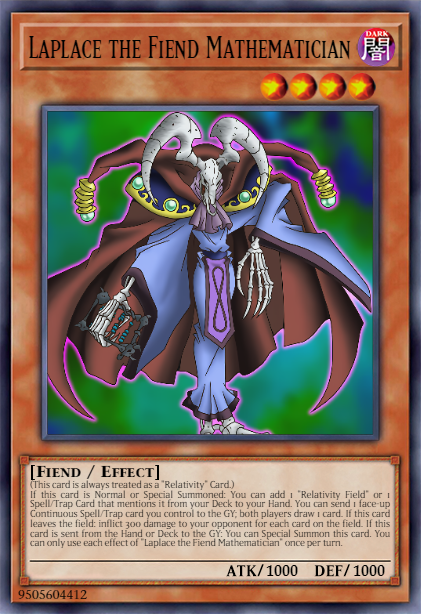 Laplace the Fiend Mathematician
DARK
闇
[Fiend / Effect]
(This card is always treated as a "Relativity" Card.)
If this card is Normal or Special Summoned: You can add 1 "Relativity Field" or 1
Spell/Trap Card that mentions it from your Deck to your Hand. You can send 1 face-up
Continuous Spell/Trap card you control to the GY; both players draw 1 card. If this card
leaves the field: inflict 300 damage to your opponent for each card on the field. If this
card is sent from the Hand or Deck to the GY: You can Special Summon this card. You
can only use each effect of "Laplace the Fiend Mathematician" once per turn.
ATK/1000 DEF/1000
9505604412